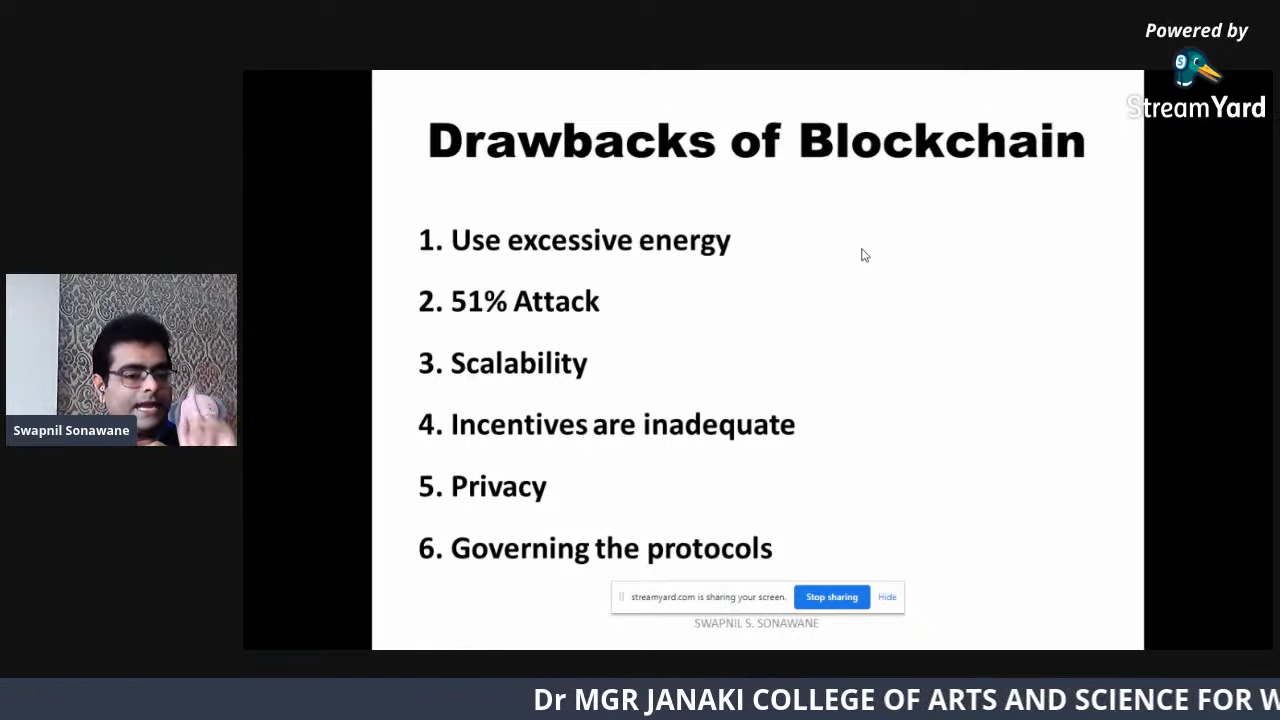 Powered by
StreamYard
Drawbacks of Blockchain
1. Use excessive energy
2. 51% Attack
3. Scalability
4. Incentives are inadequate
5. Privacy
6. Governing the protocols
Swapnil Sonawane
streamyard.com is sharing your screen. Stop sharing Hide
SWAPNIL S. SONAWANE
Dr MGR JANAKI COLLEGE OF ARTS AND SCIENCE FOR W